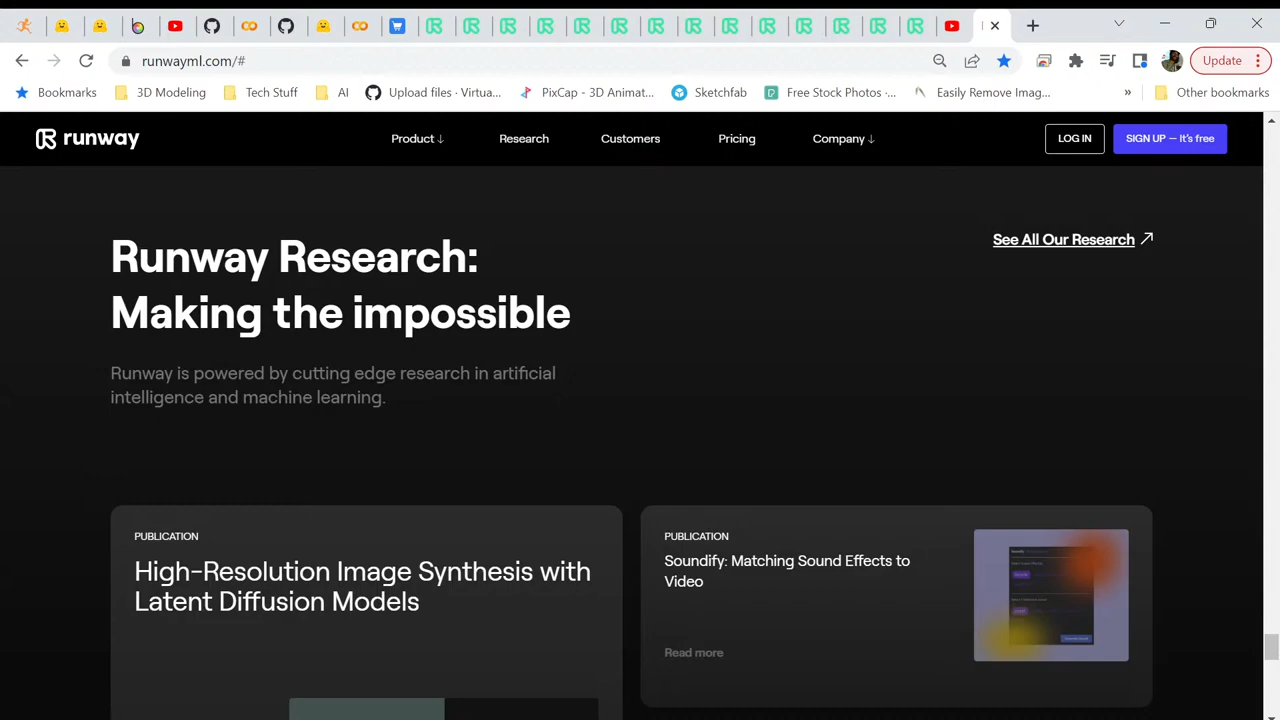 runwayml.com/#
Update
Bookmarks
3D Modeling
Tech Stuff
AI
Upload files · Virtua...
PixCap - 3D Animat...
Sketchfab
Free Stock Photos ·...
Easily Remove Imag...
»
Other bookmarks
runway
Product ↓
Research
Customers
Pricing
Company ↓
LOG IN
SIGN UP — It's free
Runway Research:
Making the impossible
See All Our Research ↗
Runway is powered by cutting edge research in artificial
intelligence and machine learning.
PUBLICATION
High-Resolution Image Synthesis with
Latent Diffusion Models
PUBLICATION
Soundify: Matching Sound Effects to
Video
Read more